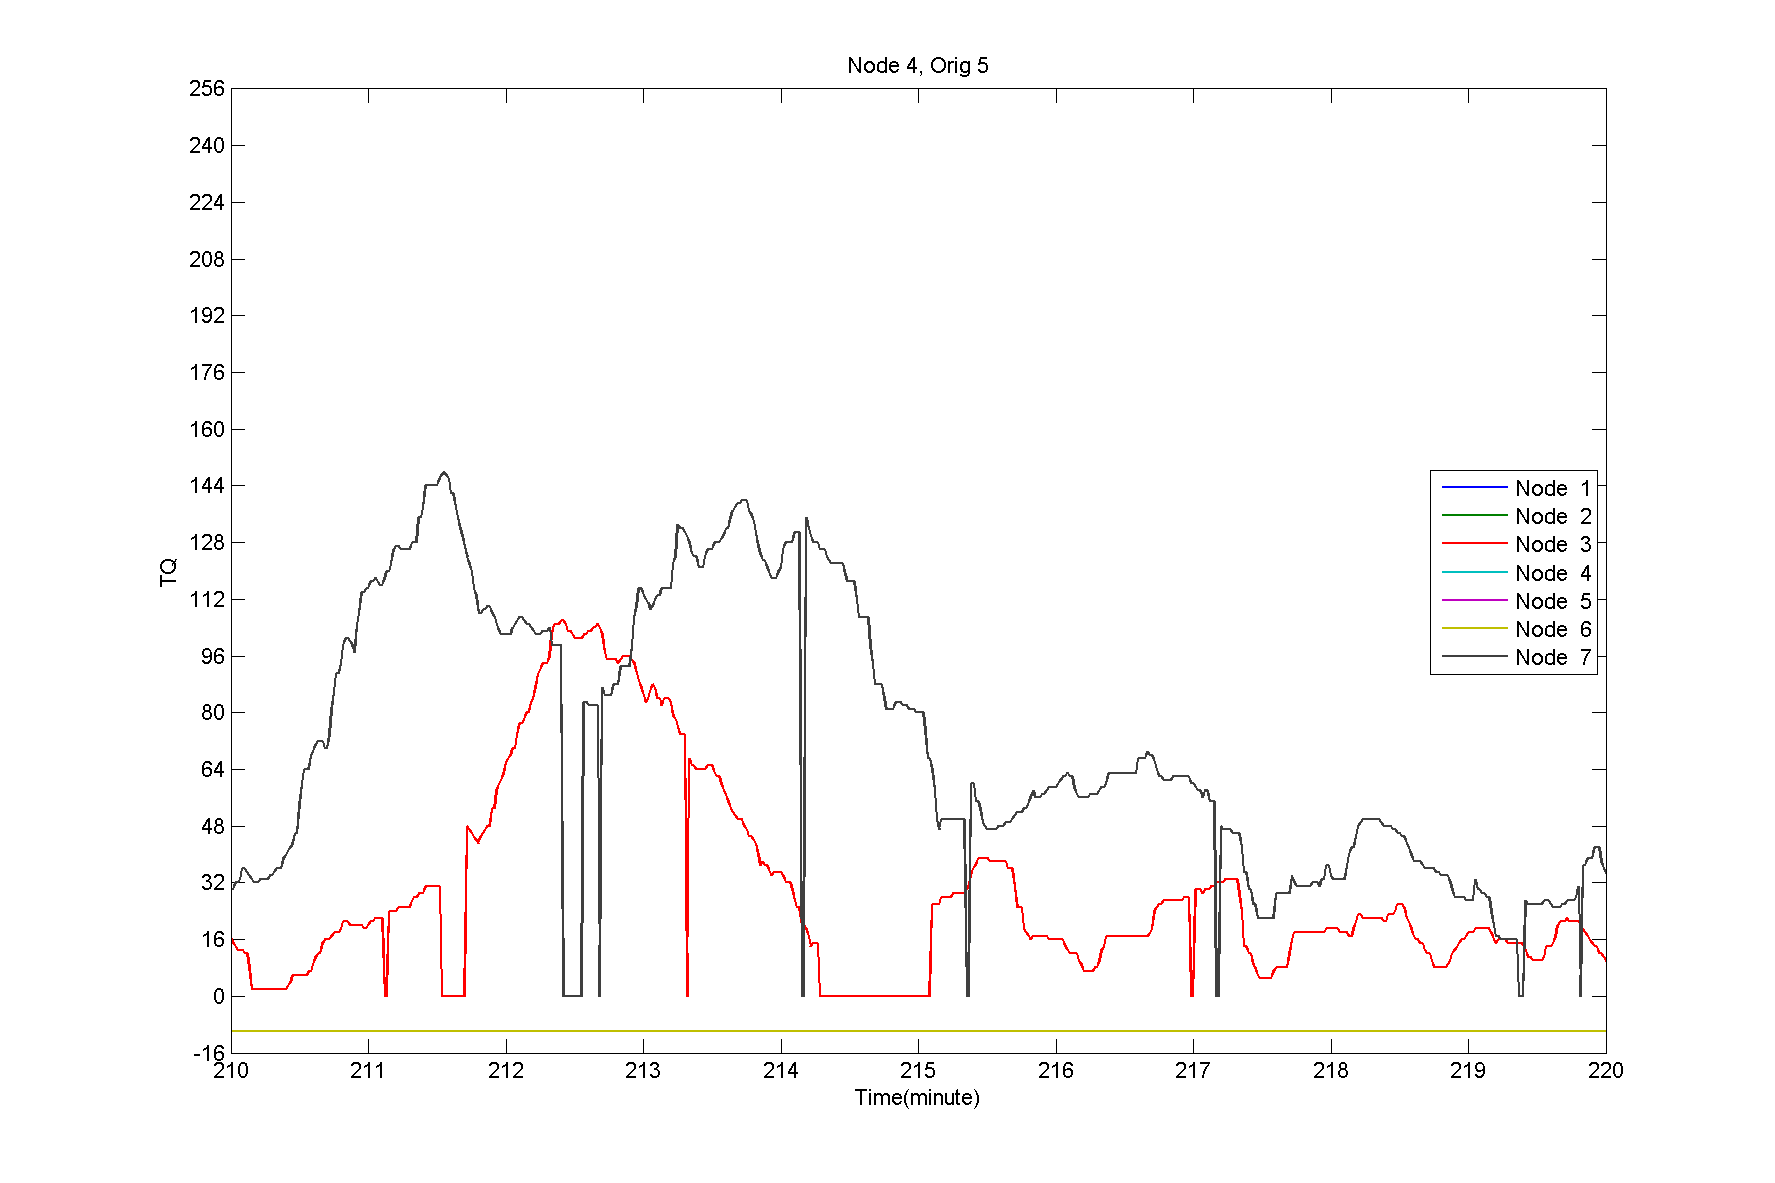 Node 4, Orig 5
256
240
224
208
192
176
160
144
128
112
96
80
64
48
32
16
0
-16
TQ
Node 1
Node 2
Node 3
Node 4
Node 5
Node 6
Node 7
210 211 212 213 214 215 216 217 218 219 220
Time(minute)